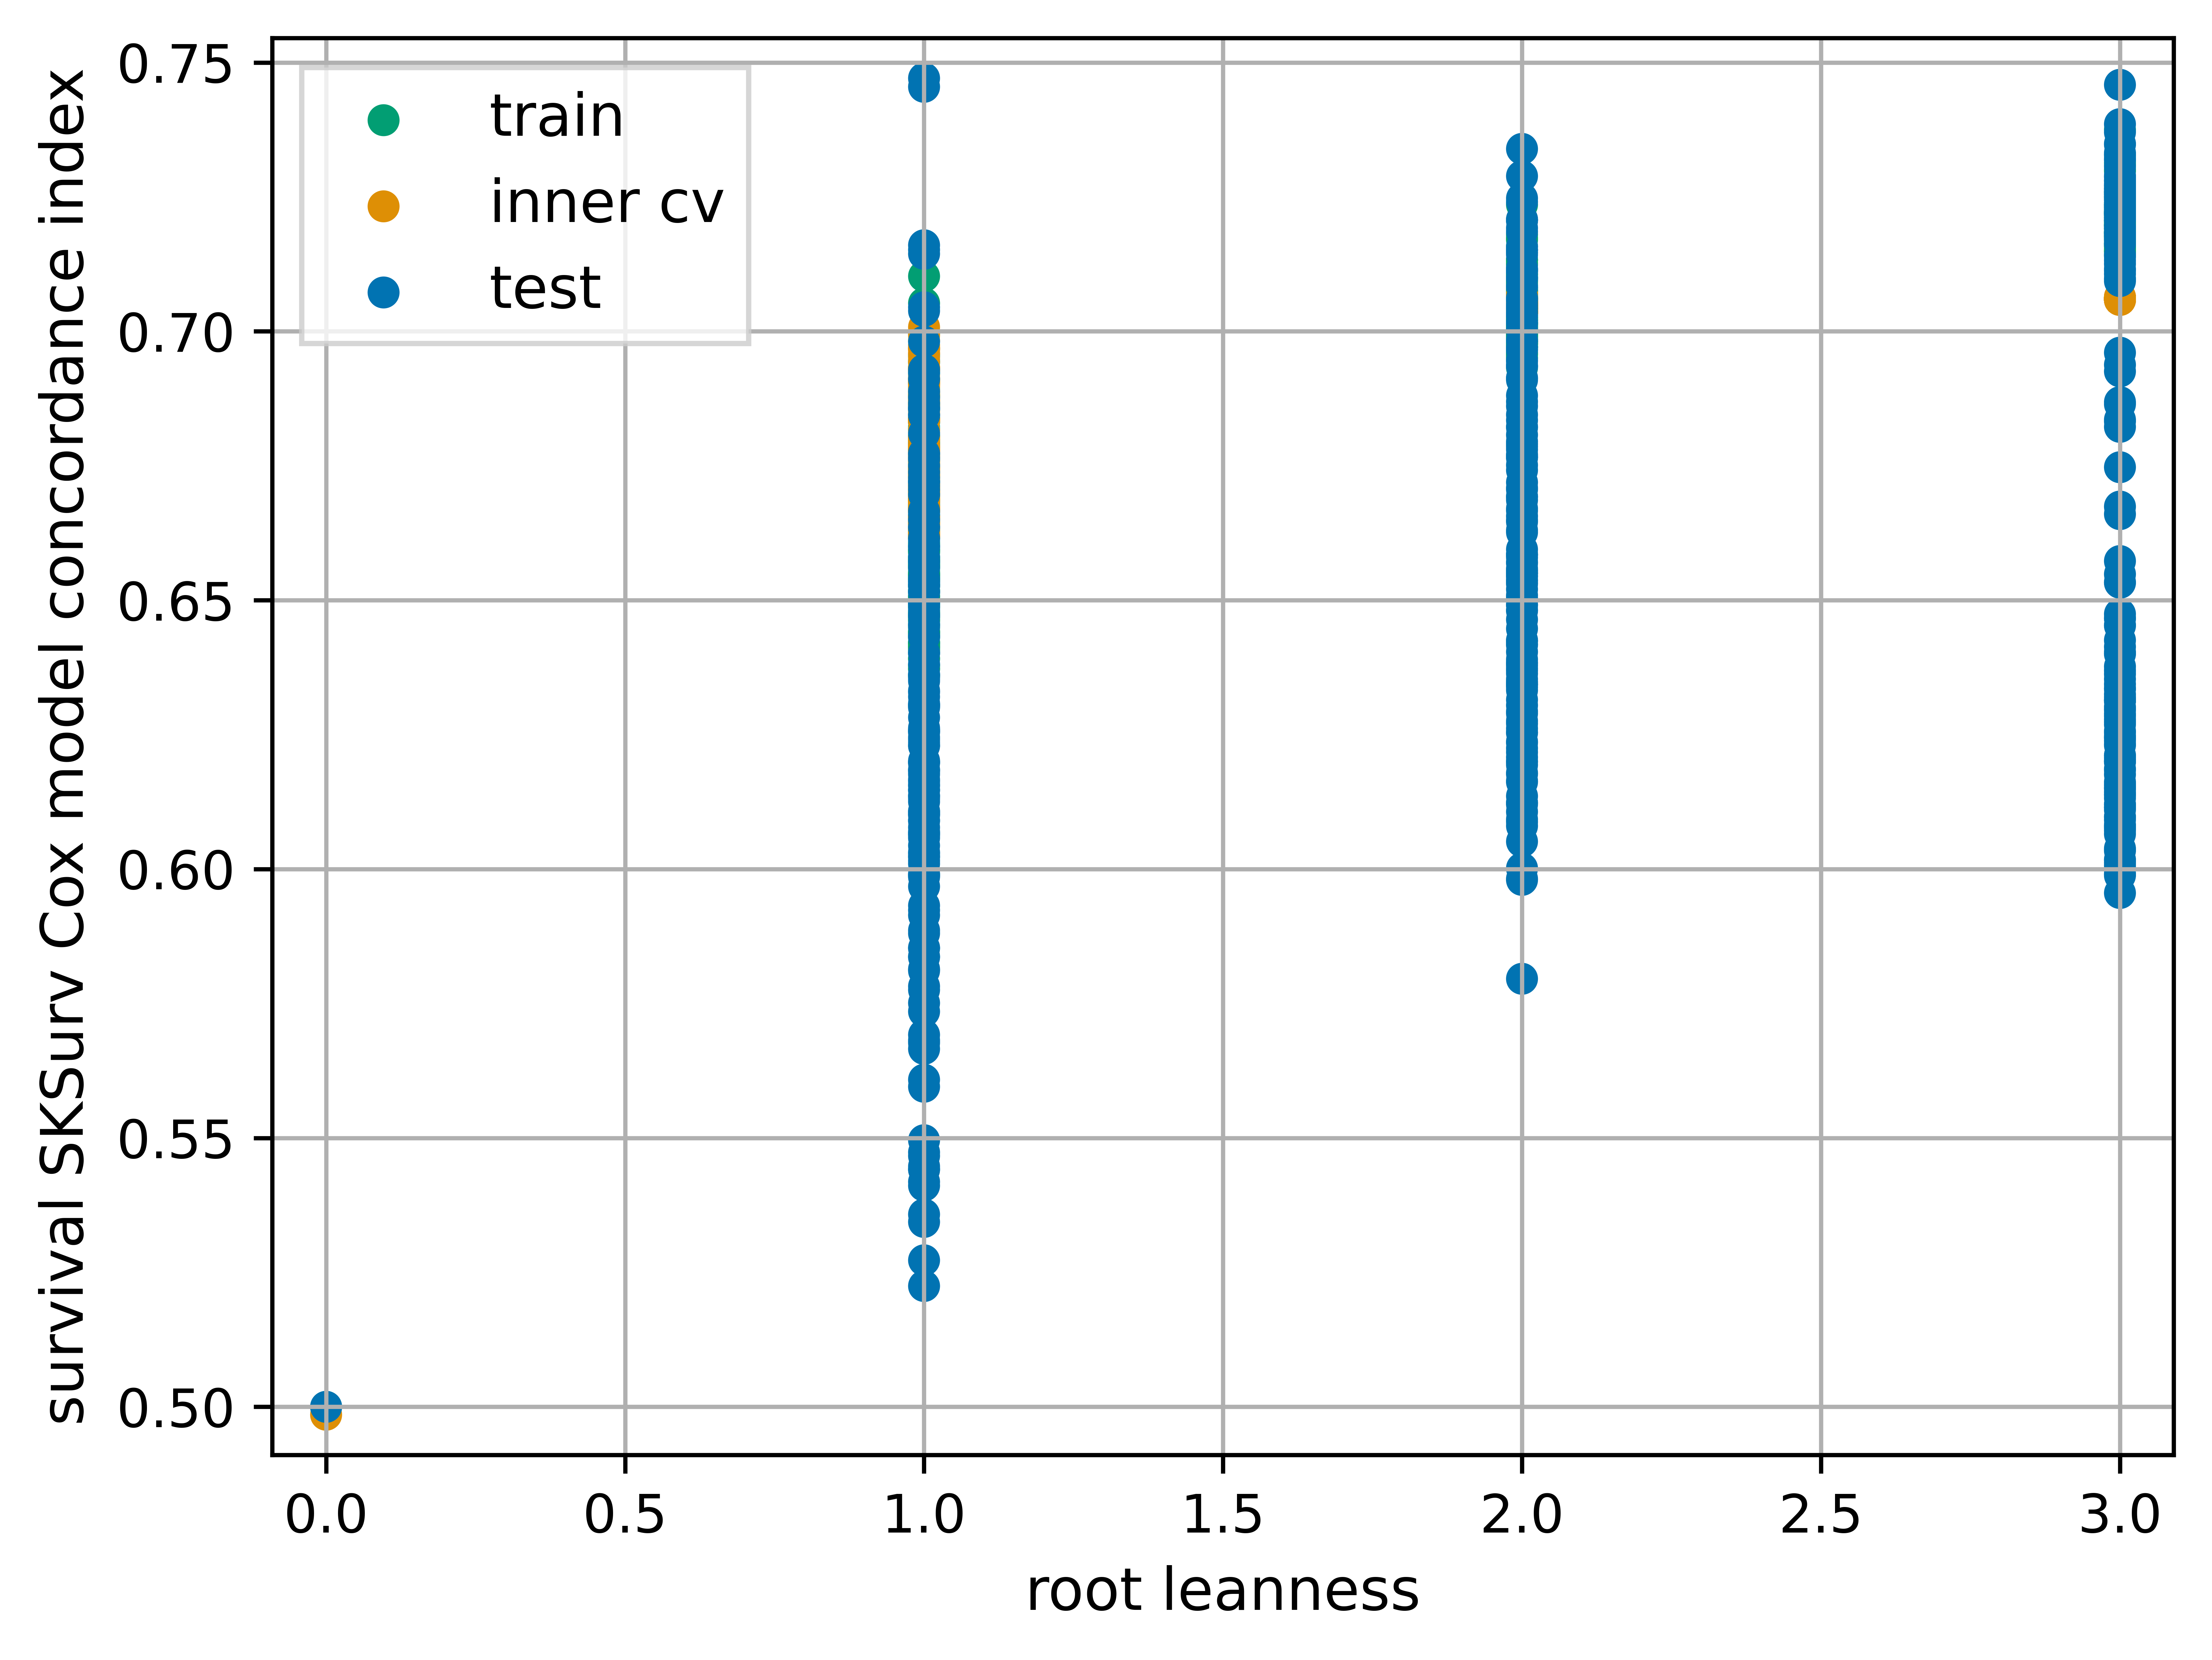 survival SKSurv Cox model concordance index
0.75
0.70
0.65
0.60
0.55
0.50
train
inner cv
test
0.0 0.5 1.0 1.5 2.0 2.5 3.0
root leanness